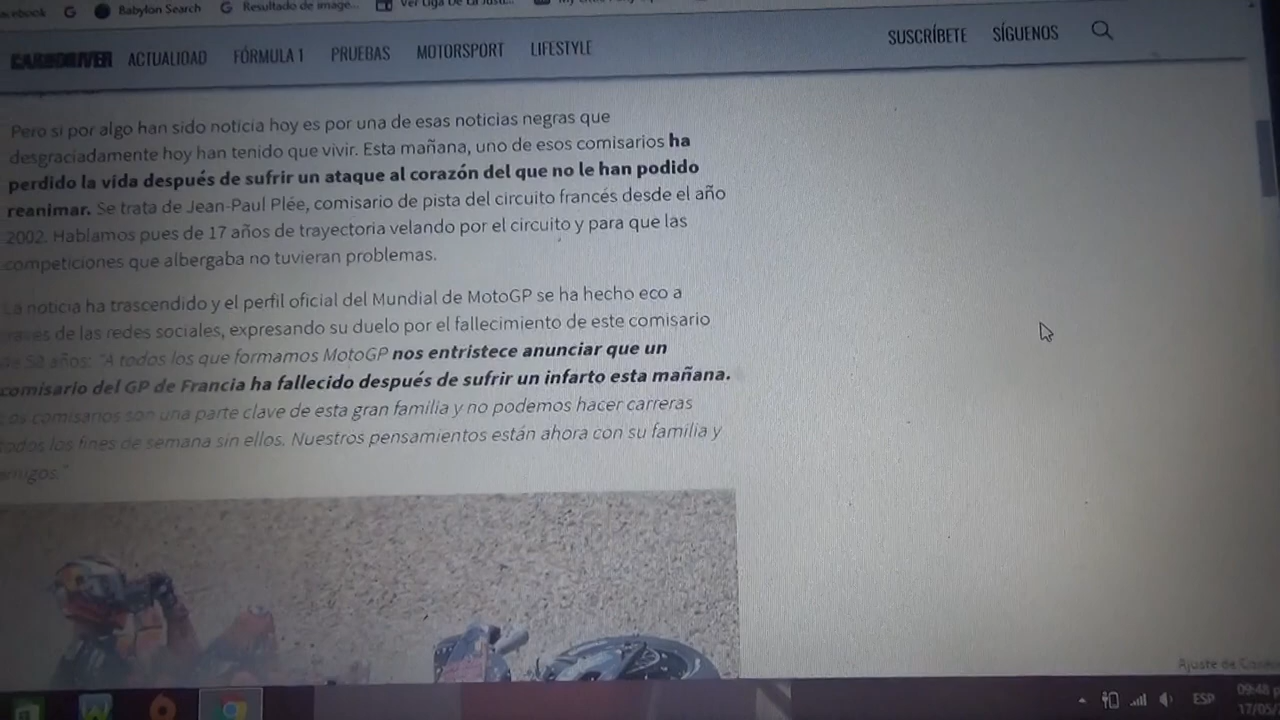 Babylon Search Resultado de image...
CAR&DRIVER ACTUALIDAD FÓRMULA 1 PRUEBAS MOTORSPORT LIFESTYLE SUSCRÍBETE SÍGUENOS
Pero si por algo han sido noticia hoy es por una de esas noticias negras que
desgraciadamente hoy han tenido que vivir. Esta mañana, uno de esos comisarios ha
perdido la vida después de sufrir un ataque al corazón del que no le han podido
reanimar. Se trata de Jean-Paul Plée, comisario de pista del circuito francés desde el año
2002. Hablamos pues de 17 años de trayectoria velando por el circuito y para que las
competiciones que albergaba no tuvieran problemas.
La noticia ha trascendido y el perfil oficial del Mundial de MotoGP se ha hecho eco a
través de las redes sociales, expresando su duelo por el fallecimiento de este comisario
años: "A todos los que formamos MotoGP nos entristece anunciar que un
comisario del GP de Francia ha fallecido después de sufrir un infarto esta mañana.
Los comisarios son una parte clave de esta gran familia y no podemos hacer carreras
todos los fines de semana sin ellos. Nuestros pensamientos están ahora con su familia y
amigos."
Ajuste de
ESP 09:48
17/05/